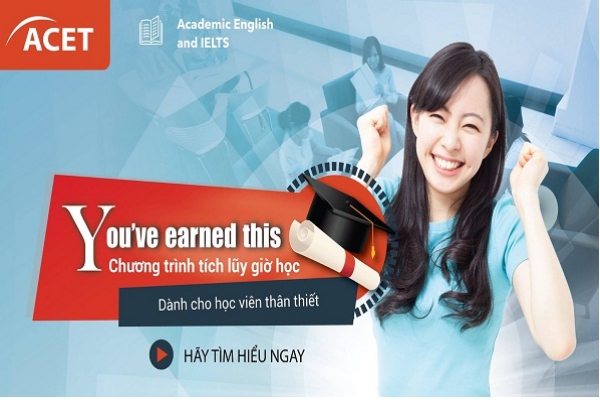 ACET
Academic English
and IELTS
You've earned this
Chương trình tích lũy giờ học
Dành cho học viên thân thiết
HÃY TÌM HIỂU NGAY